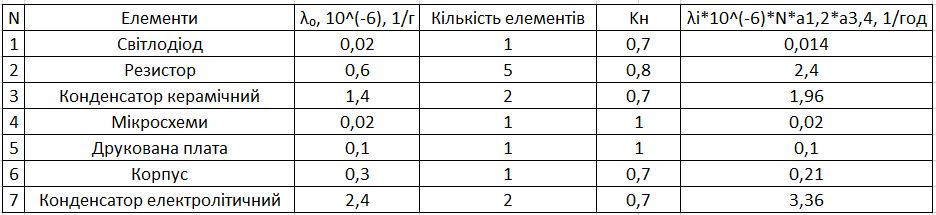 N Елементи λ₀, 10^(-6), 1/г Кількість елементів Кн λi*10^(-6)*N*a1,2*a3,4, 1/год
1 Світлодіод 0,02 1 0,7 0,014
2 Резистор 0,6 5 0,8 2,4
3 Конденсатор керамічний 1,4 2 0,7 1,96
4 Мікросхеми 0,02 1 1 0,02
5 Друкована плата 0,1 1 1 0,1
6 Корпус 0,3 1 0,7 0,21
7 Конденсатор електролітичний 2,4 2 0,7 3,36